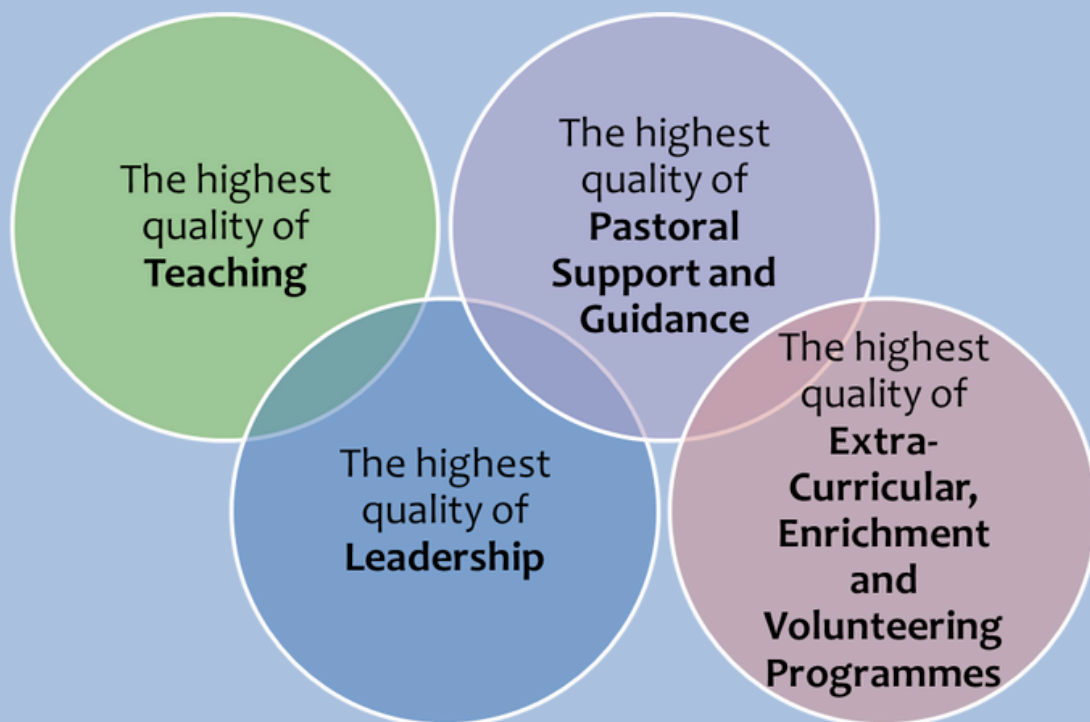 The highest
quality of
Teaching
The highest
quality of
Pastoral
Support and
Guidance
The highest
quality of
Leadership
The highest
quality of
Extra-
Curricular,
Enrichment
and
Volunteering
Programmes